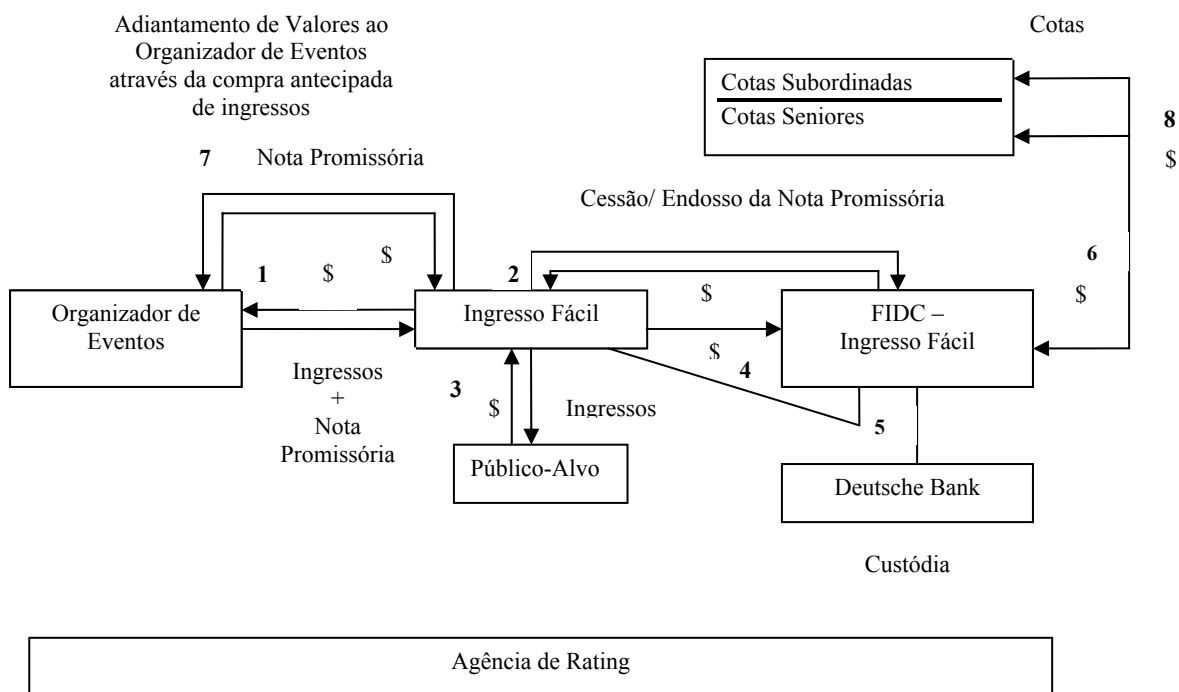 Adiantamento de Valores ao
Organizador de Eventos
através da compra antecipada
de ingressos
Cotas
Cotas Subordinadas
Cotas Seniores
8
$
7 Nota Promissória
Cessão/ Endosso da Nota Promissória
1 $ $
2
$
6
$
Organizador de
Eventos
Ingresso Fácil
FIDC –
Ingresso Fácil
$
4
Ingressos
+
Nota
Promissória
3
$
Ingressos
5
Público-Alvo
Deutsche Bank
Custódia
Agência de Rating